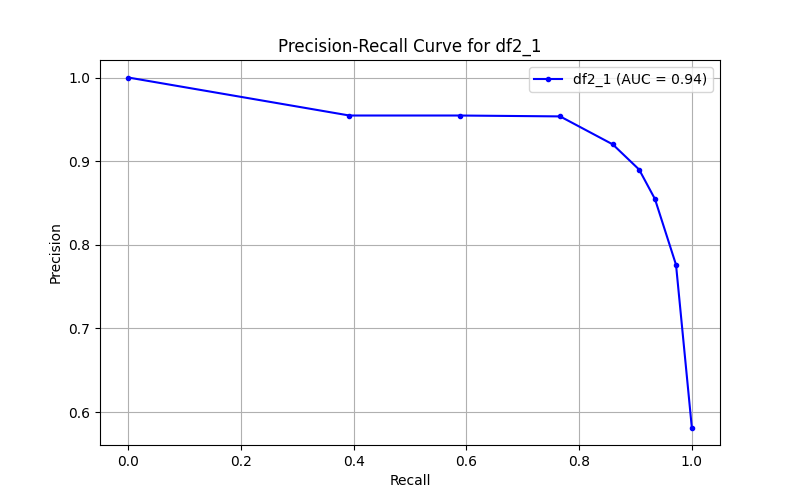 Precision-Recall Curve for df2_1
df2_1 (AUC = 0.94)
1.0
0.9
0.8
0.7
0.6
Precision
0.0 0.2 0.4 0.6 0.8 1.0
Recall